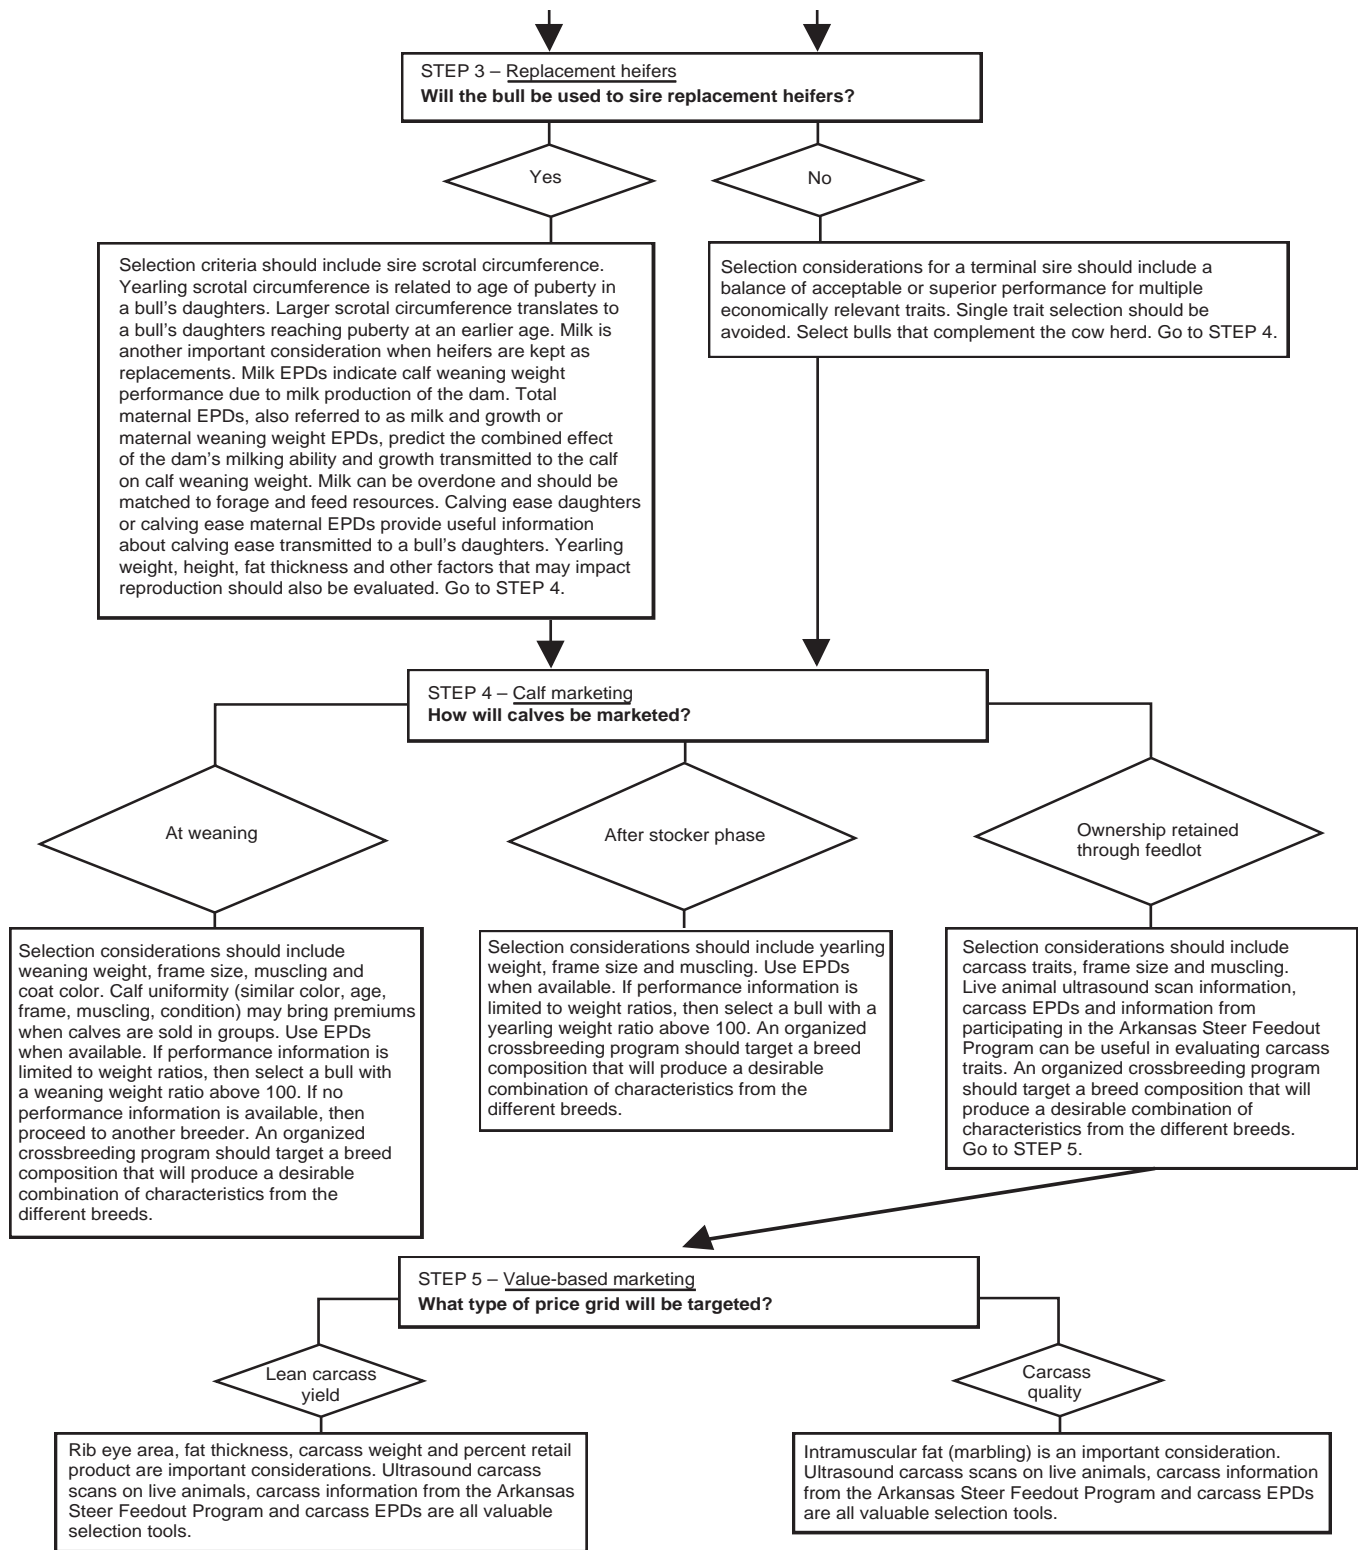 STEP 3 – Replacement heifers
Will the bull be used to sire replacement heifers?
Yes
No
Selection criteria should include sire scrotal circumference.
Yearling scrotal circumference is related to age of puberty in
a bull's daughters. Larger scrotal circumference translates to
a bull's daughters reaching puberty at an earlier age. Milk is
another important consideration when heifers are kept as
replacements. Milk EPDs indicate calf weaning weight
performance due to milk production of the dam. Total
maternal EPDs, also referred to as milk and growth or
maternal weaning weight EPDs, predict the combined effect
of the dam's milking ability and growth transmitted to the calf
on calf weaning weight. Milk can be overdone and should be
matched to forage and feed resources. Calving ease daughters
or calving ease maternal EPDs provide useful information
about calving ease transmitted to a bull's daughters. Yearling
weight, height, fat thickness and other factors that may impact
reproduction should also be evaluated. Go to STEP 4.
Selection considerations for a terminal sire should include a
balance of acceptable or superior performance for multiple
economically relevant traits. Single trait selection should be
avoided. Select bulls that complement the cow herd. Go to STEP 4.
STEP 4 – Calf marketing
How will calves be marketed?
At weaning
After stocker phase
Ownership retained
through feedlot
Selection considerations should include
weaning weight, frame size, muscling and
coat color. Calf uniformity (similar color, age,
frame, muscling, condition) may bring premiums
when calves are sold in groups. Use EPDs
when available. If performance information is
limited to weight ratios, then select a bull with
a weaning weight ratio above 100. If no
performance information is available, then
proceed to another breeder. An organized
crossbreeding program should target a breed
composition that will produce a desirable
combination of characteristics from the
different breeds.
Selection considerations should include yearling
weight, frame size and muscling. Use EPDs
when available. If performance information is
limited to weight ratios, then select a bull with a
yearling weight ratio above 100. An organized
crossbreeding program should target a breed
composition that will produce a desirable
combination of characteristics from the
different breeds.
Selection considerations should include
carcass traits, frame size and muscling.
Live animal ultrasound scan information,
carcass EPDs and information from
participating in the Arkansas Steer Feedout
Program can be useful in evaluating carcass
traits. An organized crossbreeding program
should target a breed composition that will
produce a desirable combination of
characteristics from the different breeds.
Go to STEP 5.
STEP 5 – Value-based marketing
What type of price grid will be targeted?
Lean carcass
yield
Carcass
quality
Rib eye area, fat thickness, carcass weight and percent retail
product are important considerations. Ultrasound carcass
scans on live animals, carcass information from the Arkansas
Steer Feedout Program and carcass EPDs are all valuable
selection tools.
Intramuscular fat (marbling) is an important consideration.
Ultrasound carcass scans on live animals, carcass information
from the Arkansas Steer Feedout Program and carcass EPDs
are all valuable selection tools.